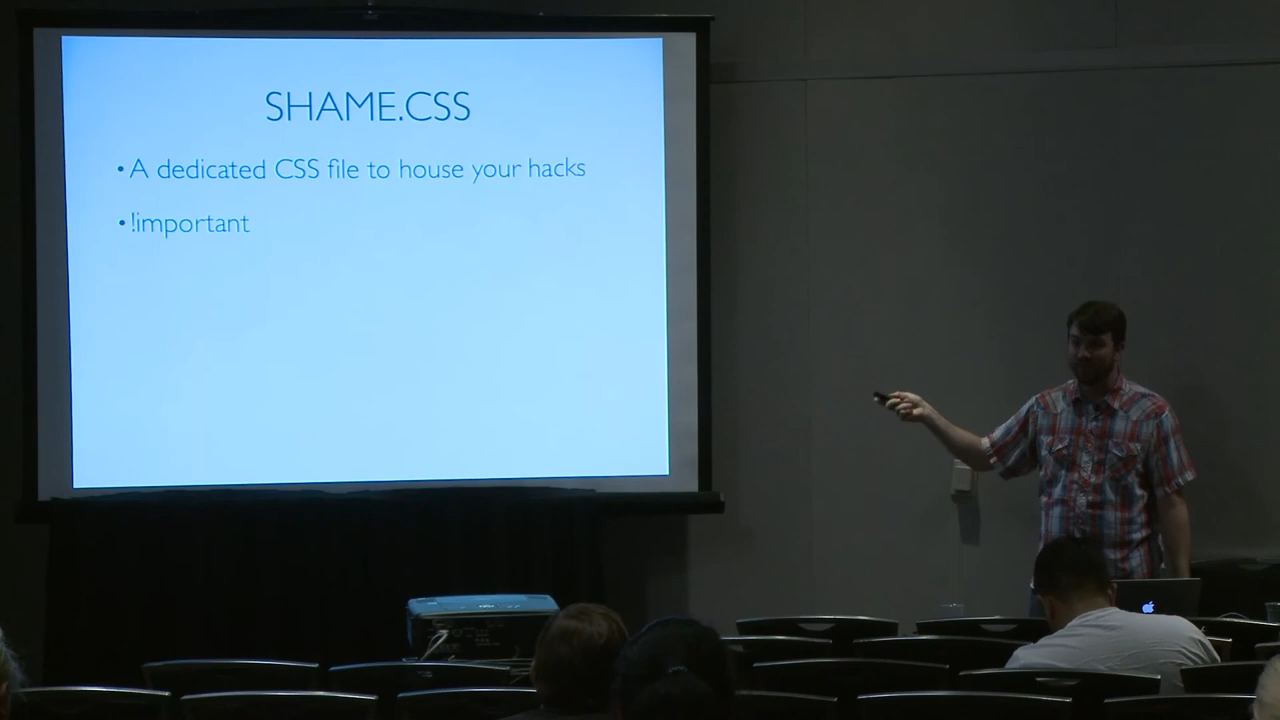 SHAME.CSS
• A dedicated CSS file to house your hacks
• !important